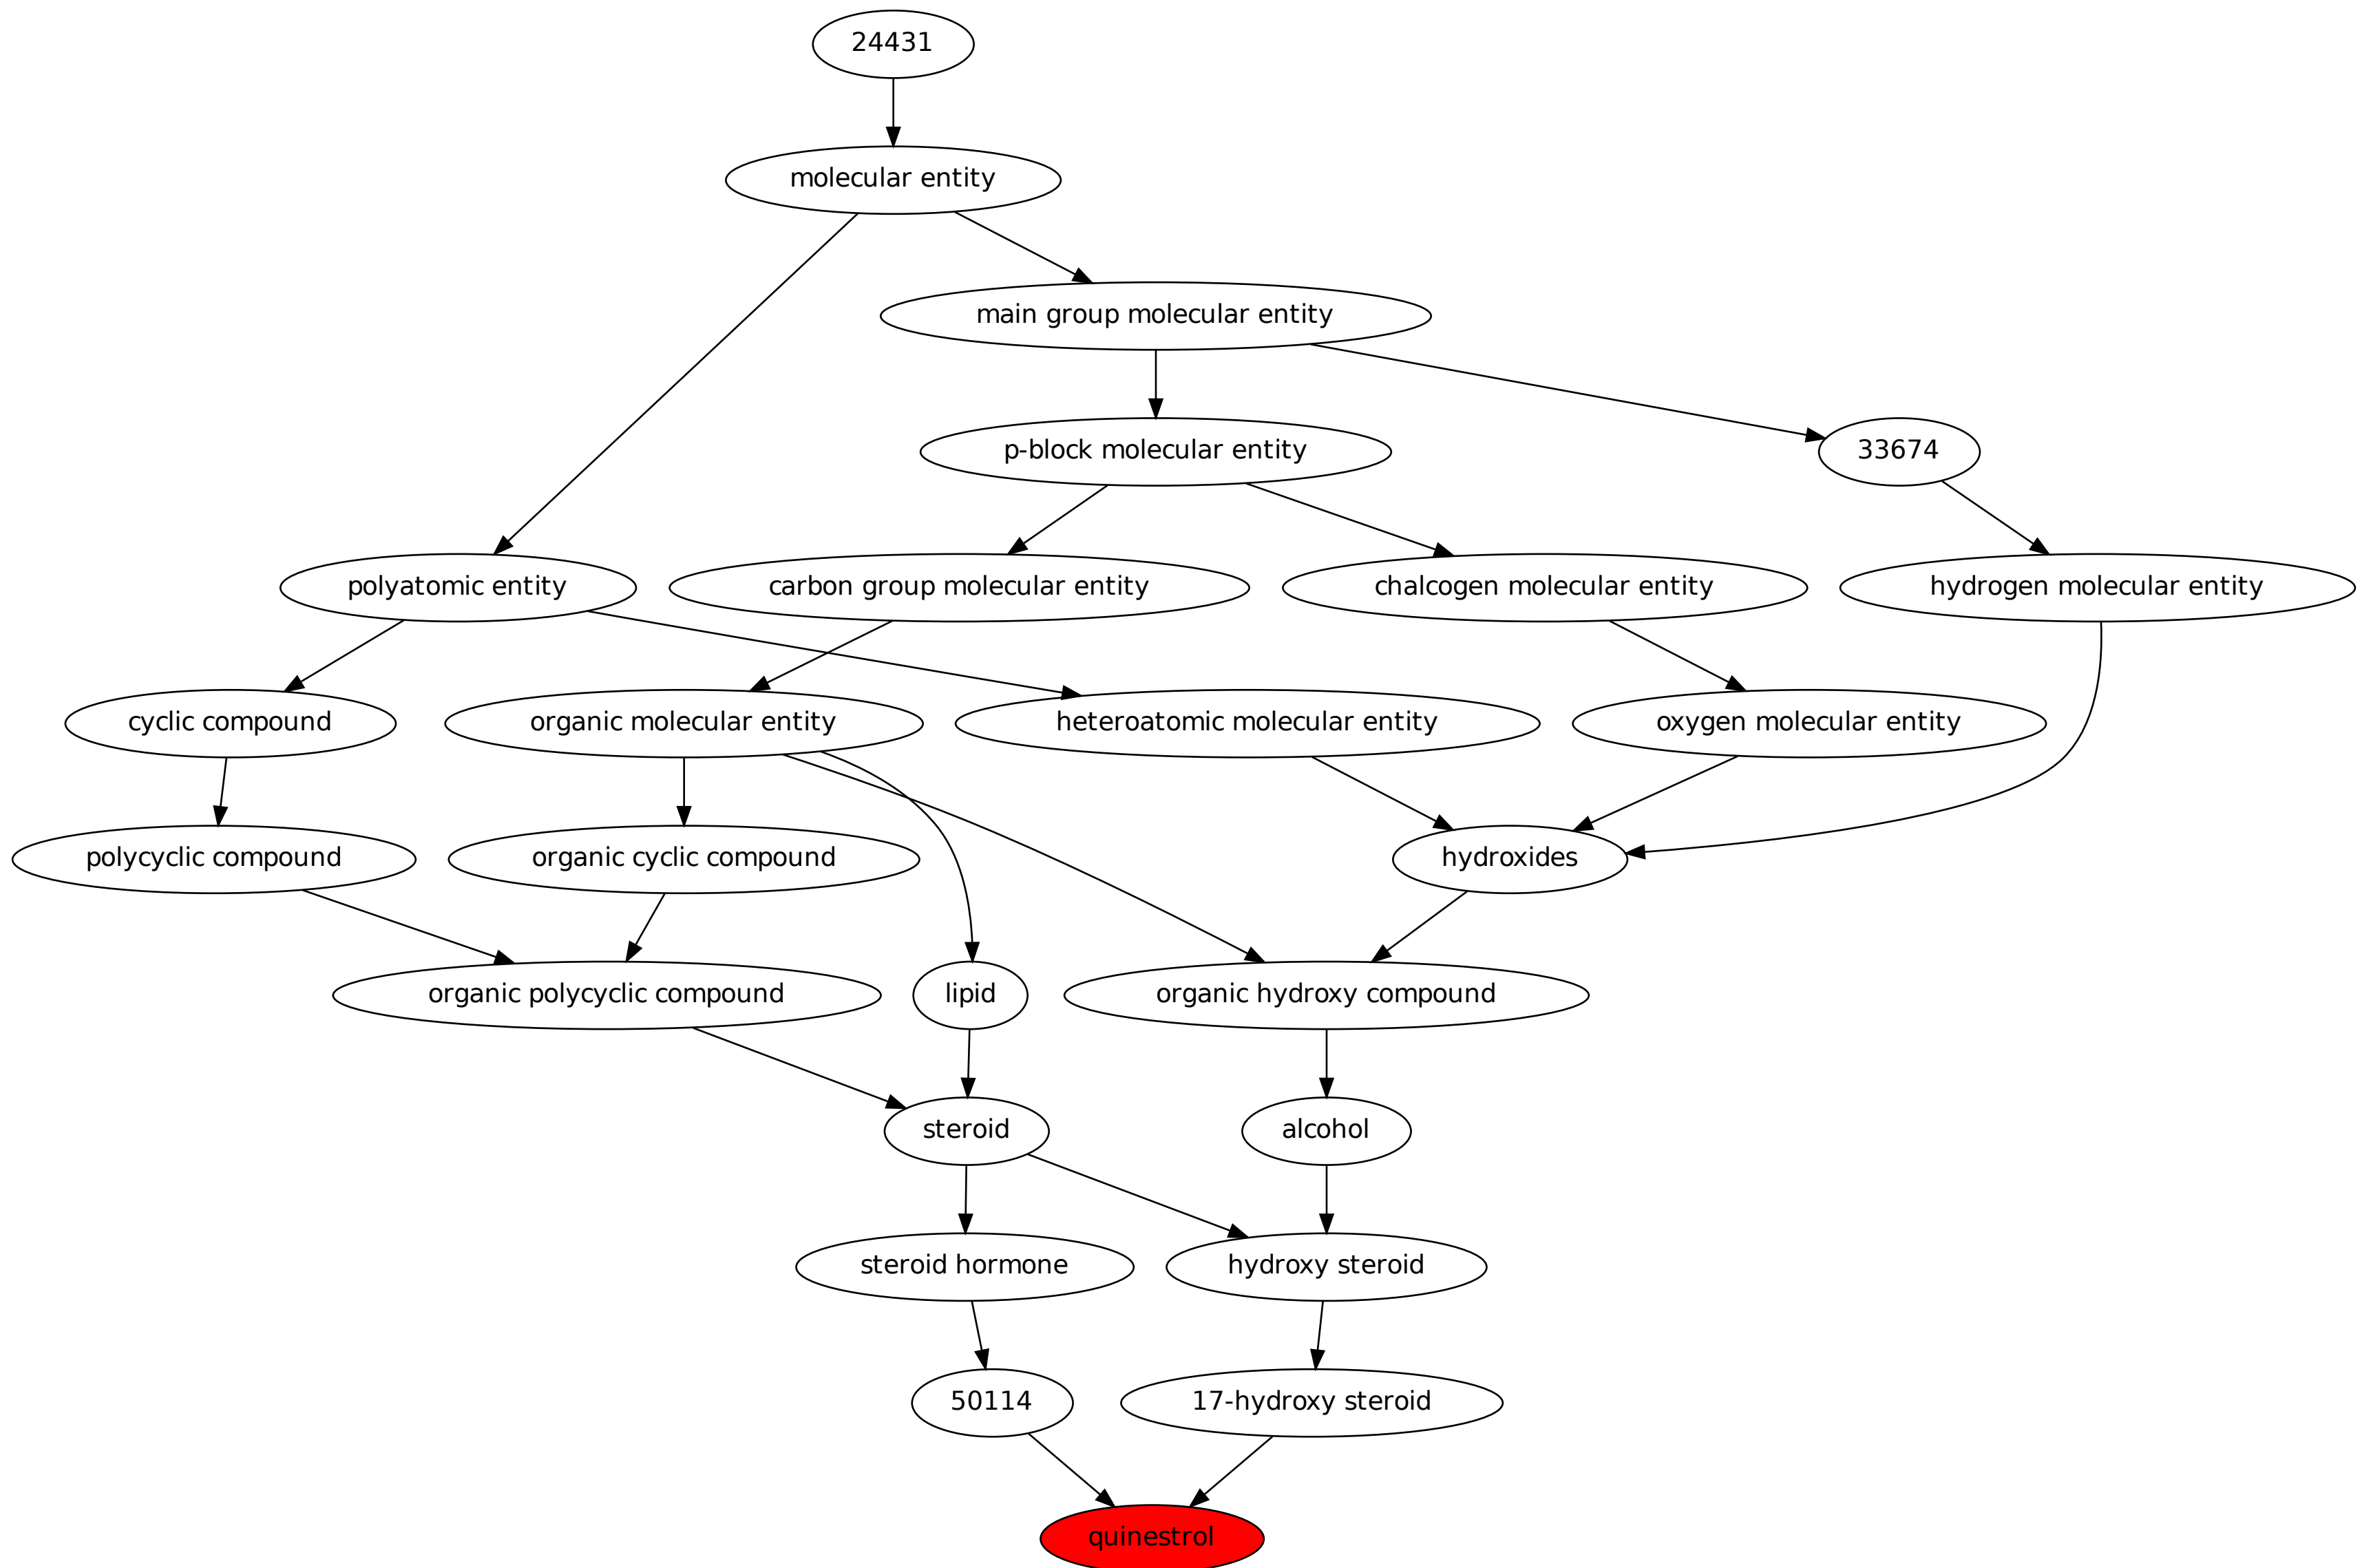 24431
molecular entity
main group molecular entity
p-block molecular entity
33674
polyatomic entity
carbon group molecular entity
chalcogen molecular entity
hydrogen molecular entity
cyclic compound
organic molecular entity
heteroatomic molecular entity
oxygen molecular entity
polycyclic compound
organic cyclic compound
hydroxides
organic polycyclic compound
lipid
organic hydroxy compound
steroid
alcohol
steroid hormone
hydroxy steroid
50114
17-hydroxy steroid
quinestrol